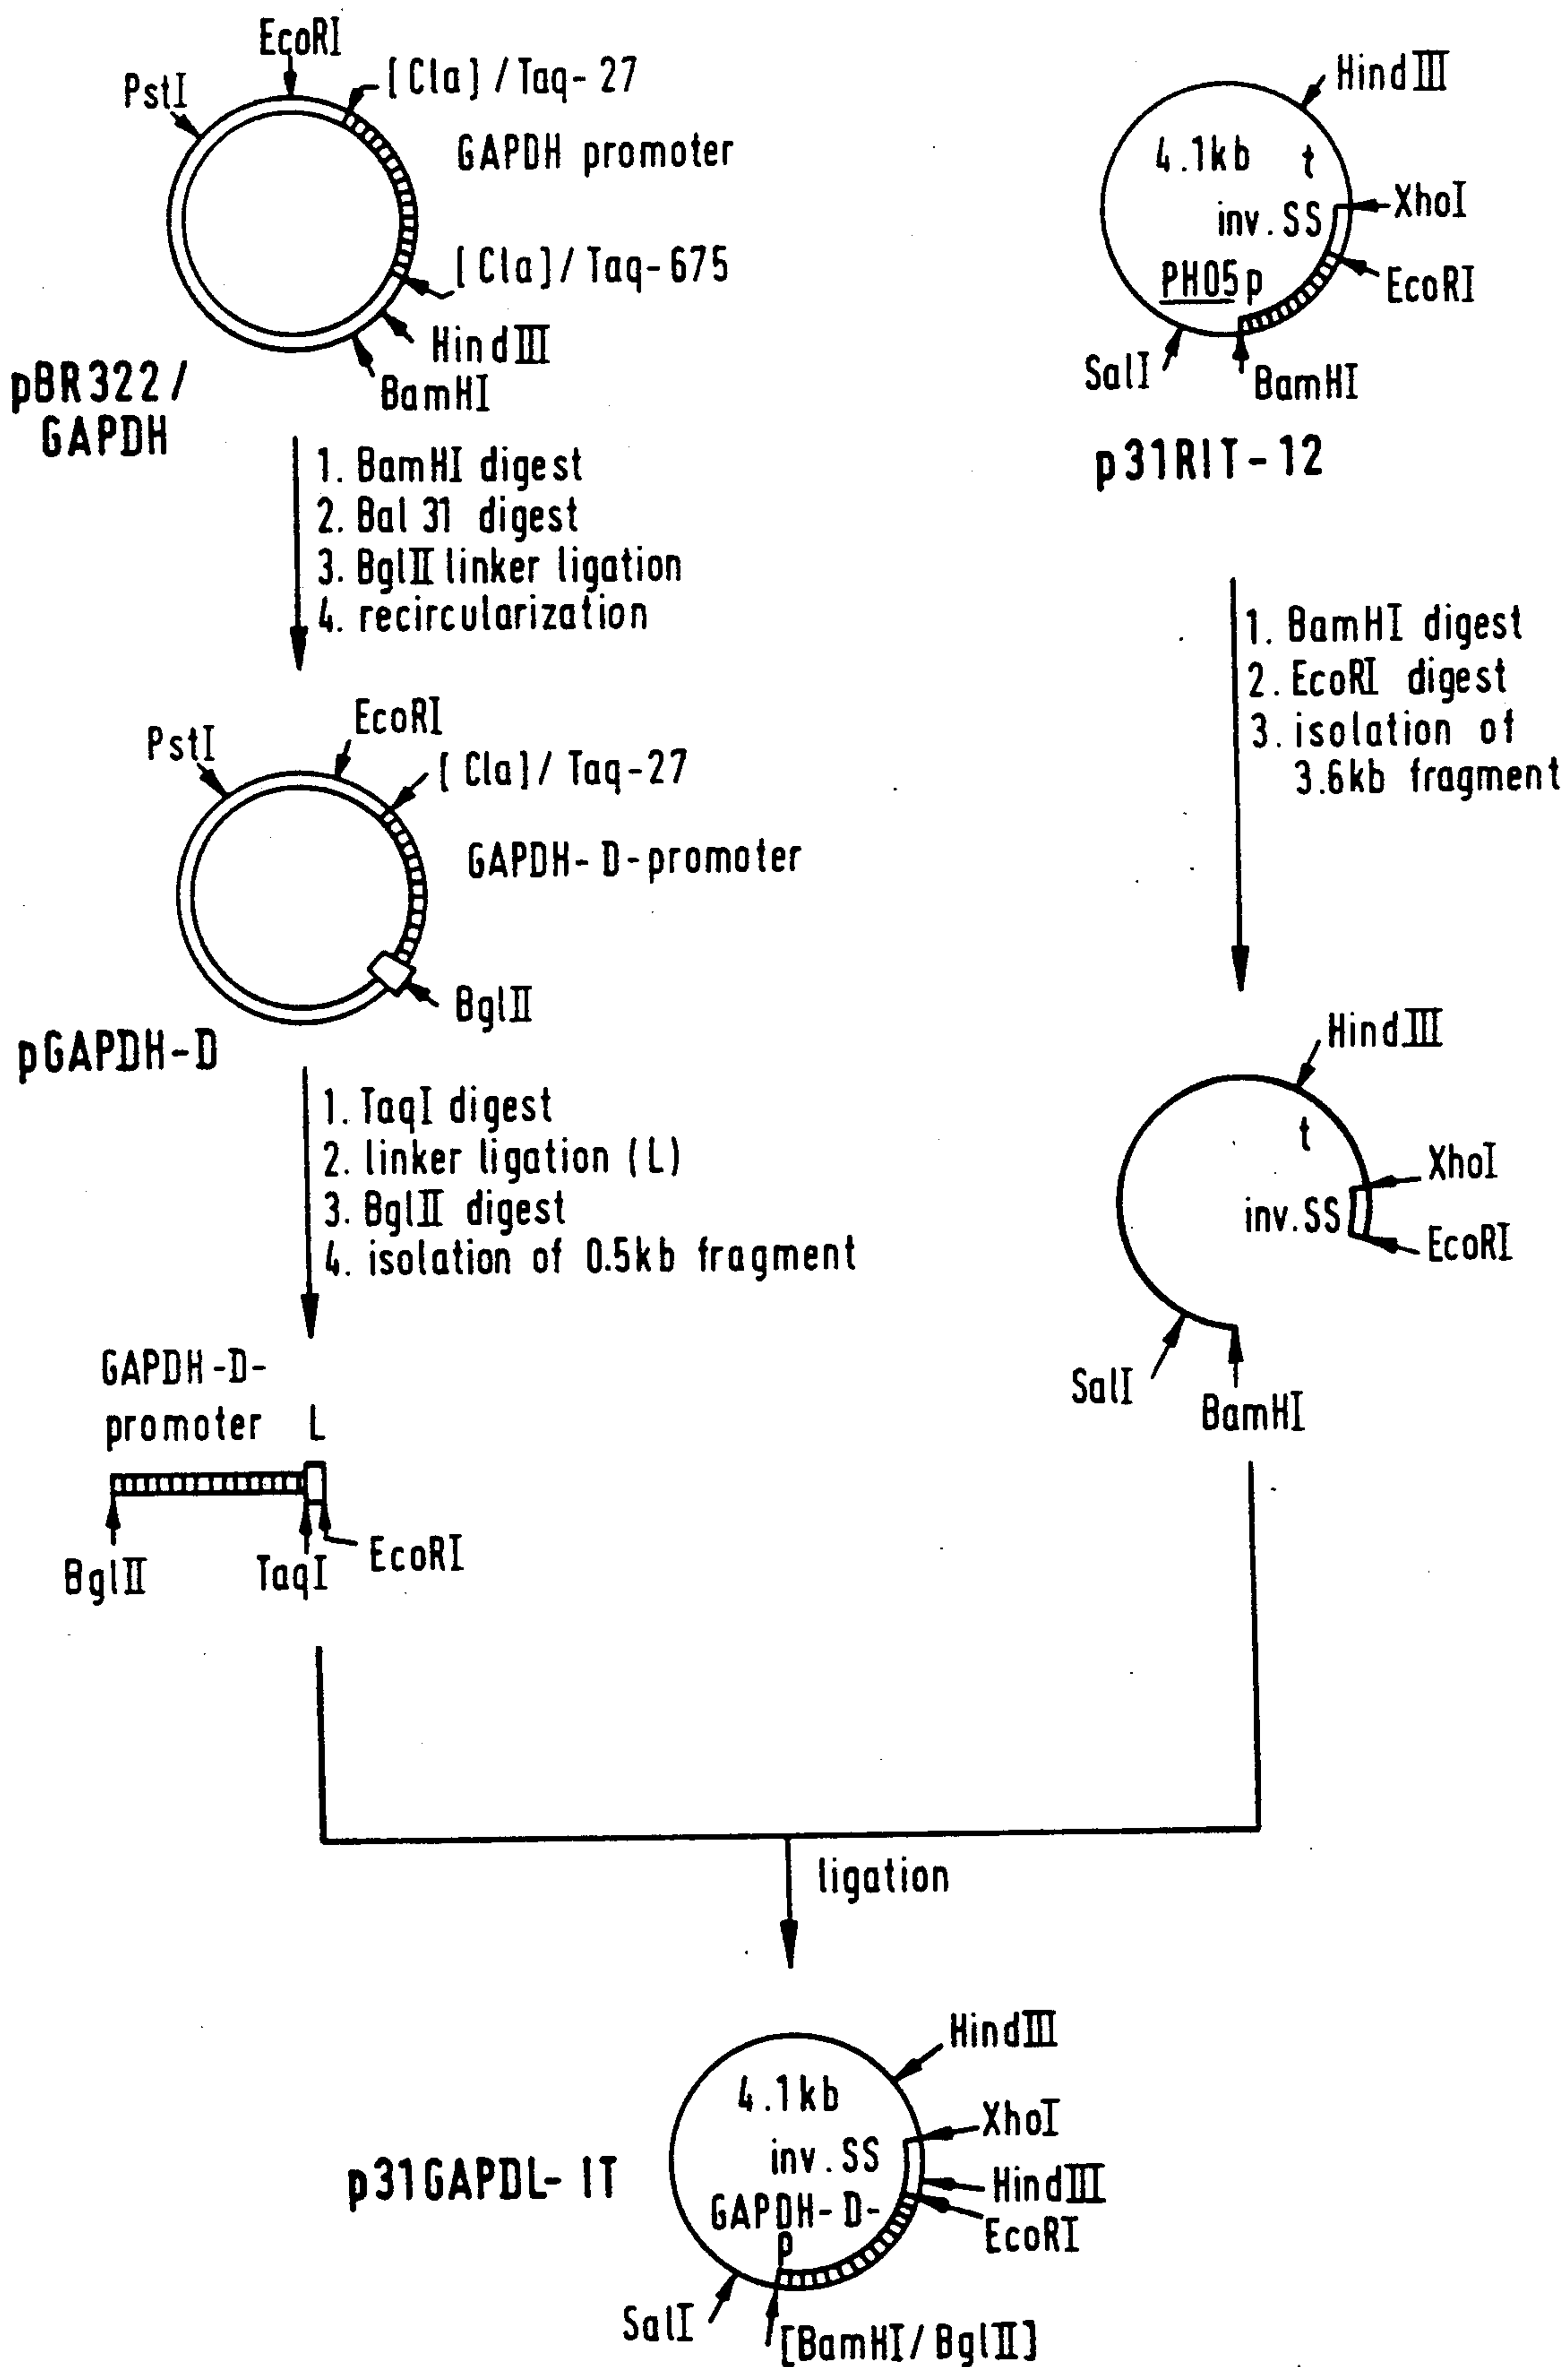 EcoRI
PstI
[Cla]/Taq-27
GAPDH promoter
[Cla]/Taq-675
HindIII
BamHI
pBR322/
GAPDH
1. BamHI digest
2. Bal 31 digest
3. BglII linker ligation
4. recircularization
EcoRI
PstI
[Cla]/Taq-27
GAPDH-D-promoter
BglII
pGAPDH-D
1. TaqI digest
2. linker ligation (L)
3. BglII digest
4. isolation of 0.5kb fragment
GAPDH-D-
promoter L
BglII
TaqI
EcoRI
HindIII
4.1kb t
inv.SS
XhoI
PHO5p
EcoRI
SalI
BamHI
p31RIT-12
1. BamHI digest
2. EcoRI digest
3. isolation of
3.6kb fragment
HindIII
t
XhoI
inv.SS
EcoRI
SalI
BamHI
ligation
HindIII
4.1kb
XhoI
inv.SS
HindIII
GAPDH-D-
p
EcoRI
p31GAPDL-IT
SalI
[BamHI/BglII]